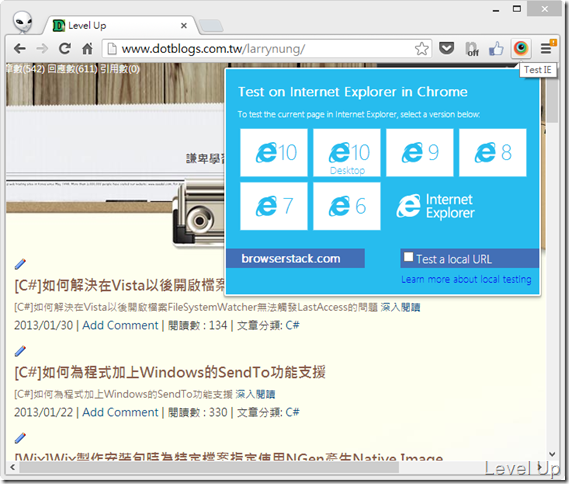 Level Up
www.dotblogs.com.tw/larrynung/
off
Test IE
章數(542) 回應數(611) 引用數(0)
謙卑學習
Test on Internet Explorer in Chrome
To test the current page in Internet Explorer, select a version below:
10
10
Desktop
9
8
7
6
Internet
Explorer
browserstack.com
Test a local URL
Learn more about local testing
[C#]如何解決在Vista以後開啟檔案
[C#]如何解決在Vista以後開啟檔案FileSystemWatcher無法觸發LastAccess的問題 深入閱讀
2013/01/30 | Add Comment | 閱讀數 : 134 | 文章分類: C#
[C#]如何為程式加上Windows的SendTo功能支援
[C#]如何為程式加上Windows的SendTo功能支援 深入閱讀
2013/01/22 | Add Comment | 閱讀數 : 330 | 文章分類: C#
[Wix]Wix製作安裝包時為特定檔案指定使用NGen產生Native Image
Level Up